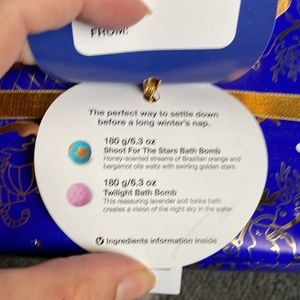 FROM:
The perfect way to settle down
before a long winter's nap.
180 g/6.3 oz
Shoot For The Stars Bath Bomb
Honey-scented streams of Brazilian orange and
bergamot oils waltz with swirling golden stars.
180 g/6.3 oz
Twilight Bath Bomb
This reassuring lavender and tonka bath
creates a vision of the night sky in the water.
Ingredients information inside